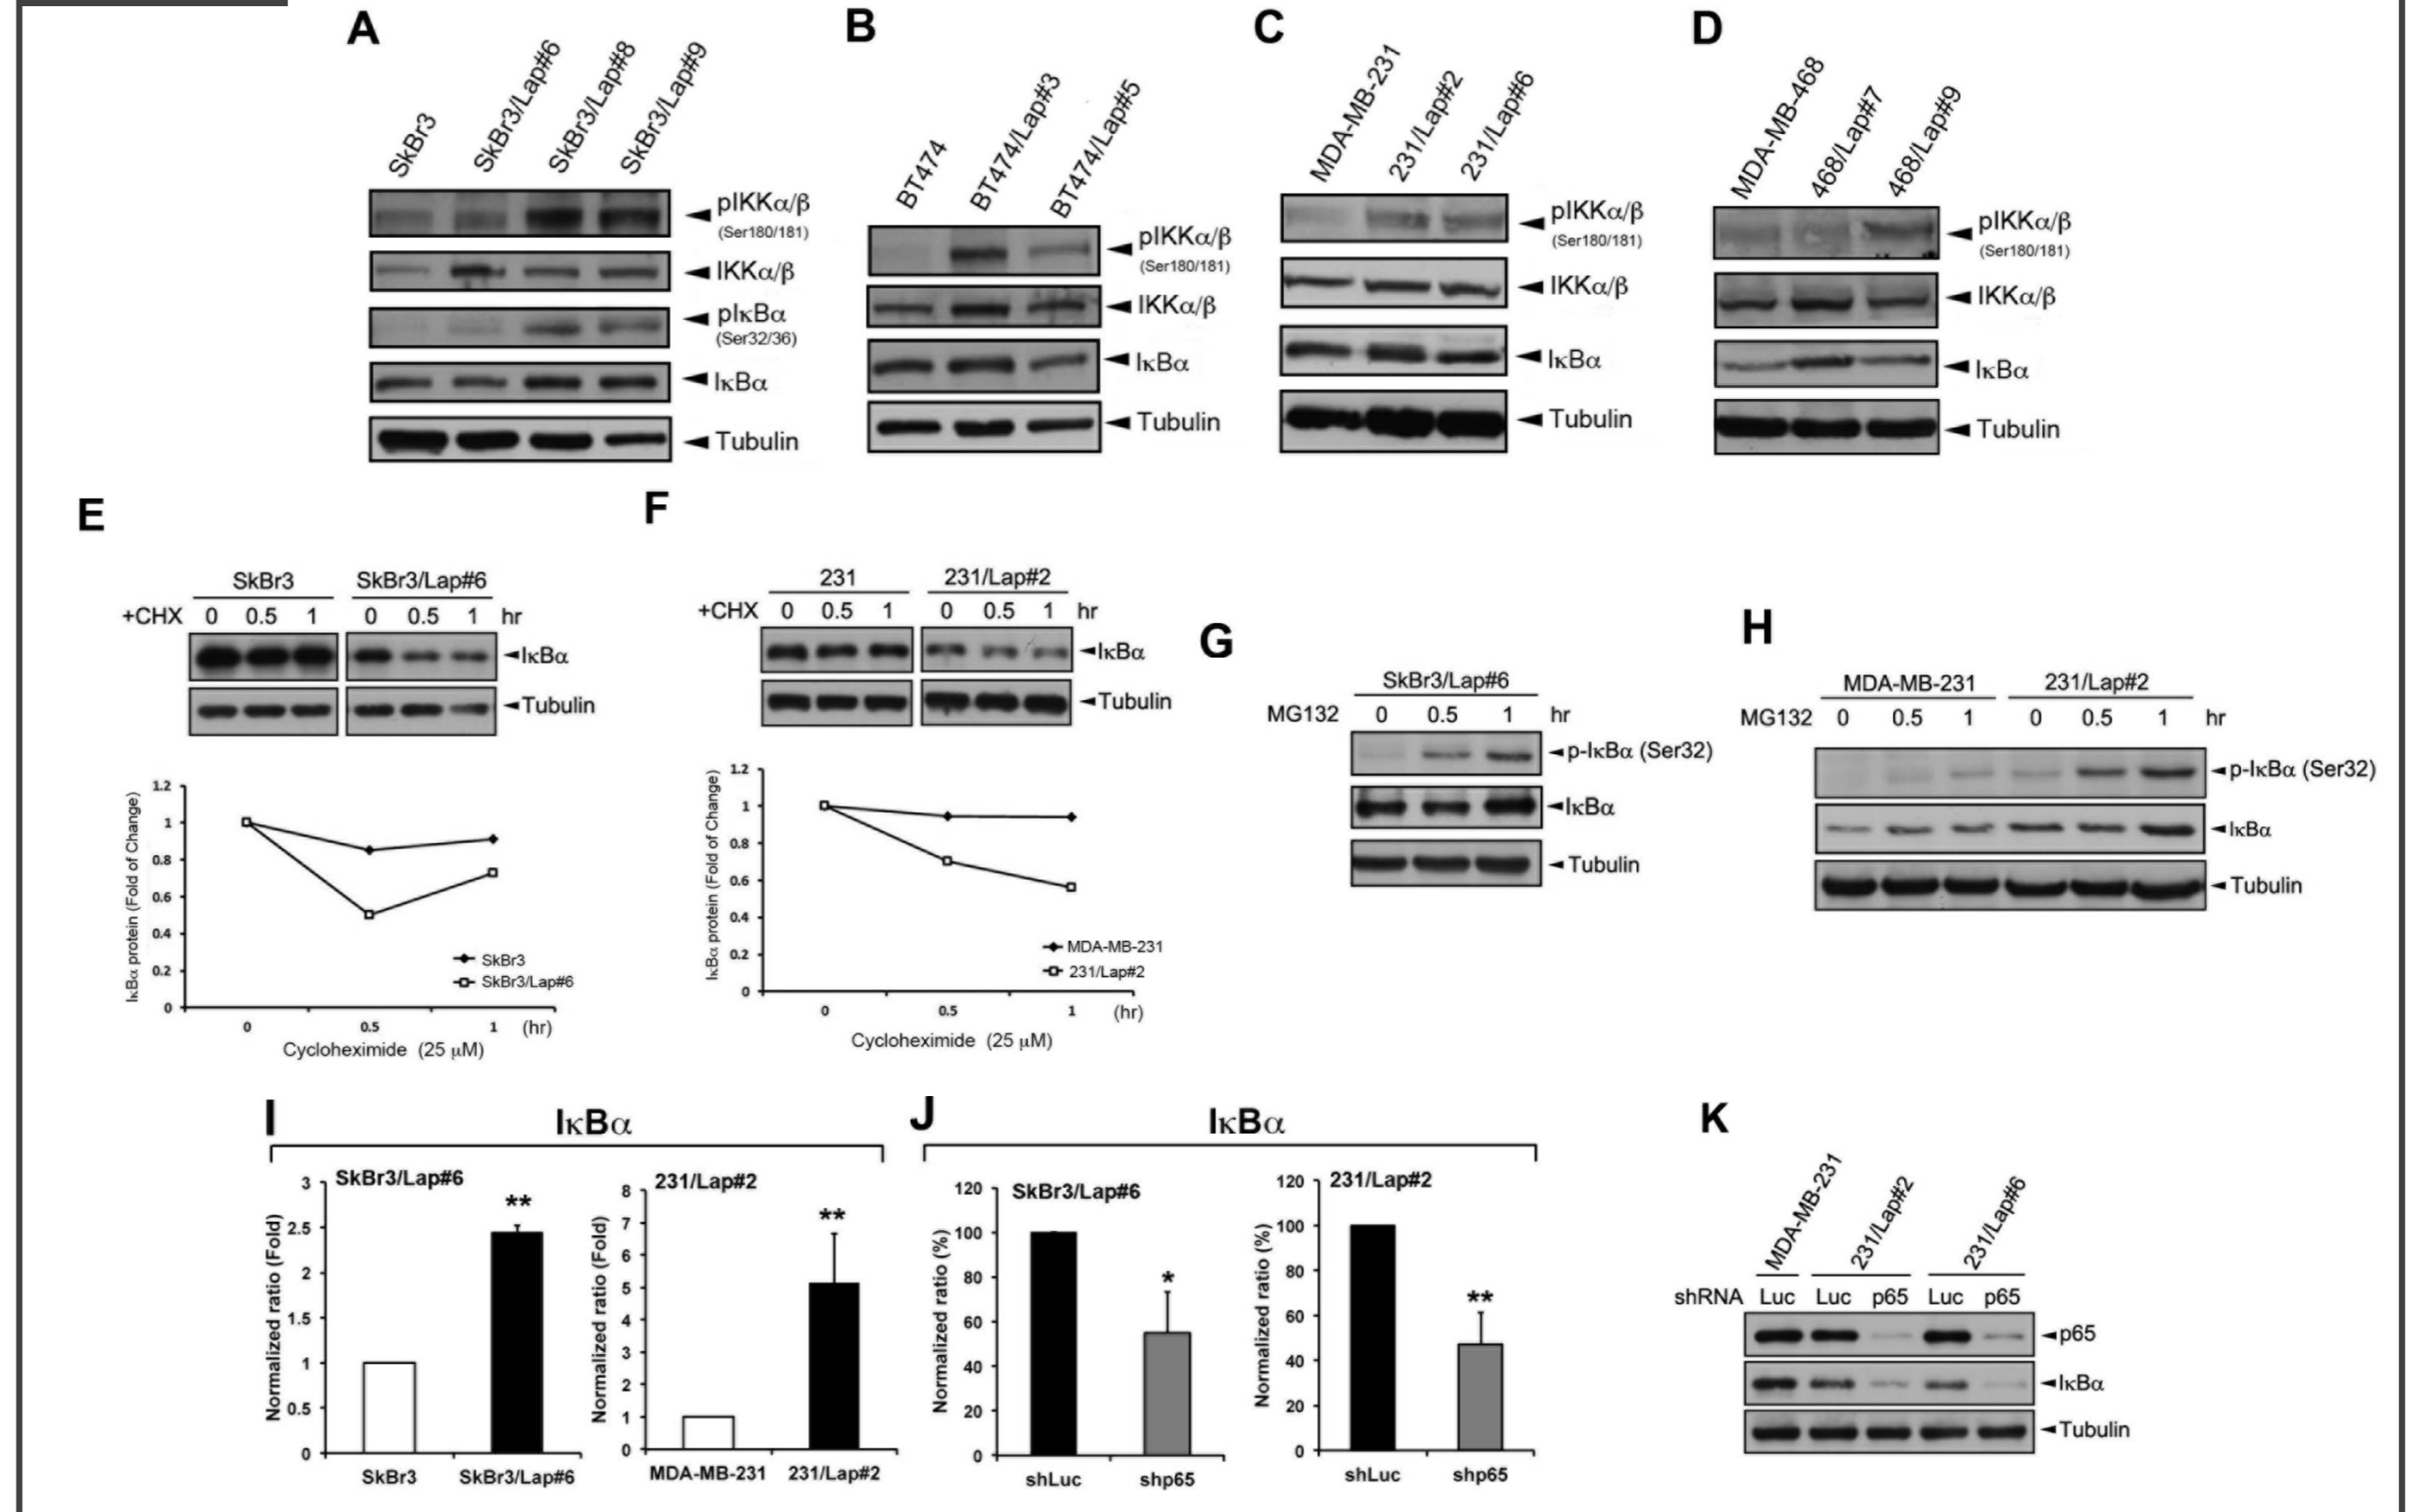 A
SkBr3
SkBr3/Lap#6
SkBr3/Lap#8
SkBr3/Lap#9
pIKKα/β
(Ser180/181)
IKKα/β
pIκBα
(Ser32/36)
IκBα
Tubulin
B
BT474
BT474/Lap#3
BT474/Lap#5
pIKKα/β
(Ser180/181)
IKKα/β
IκBα
Tubulin
C
MDA-MB-231
231/Lap#2
231/Lap#6
pIKKα/β
(Ser180/181)
IKKα/β
IκBα
Tubulin
D
MDA-MB-468
468/Lap#7
468/Lap#9
pIKKα/β
(Ser180/181)
IKKα/β
IκBα
Tubulin
E
SkBr3 SkBr3/Lap#6
+CHX 0 0.5 1 0 0.5 1 hr
IκBα
Tubulin
IκBα protein (Fold of Change)
1.2
1
0.8
0.6
0.4
0.2
0
SkBr3
SkBr3/Lap#6
0 0.5 1 (hr)
Cycloheximide (25 μM)
F
231 231/Lap#2
+CHX 0 0.5 1 0 0.5 1 hr
IκBα
Tubulin
IκBα protein (Fold of Change)
1.2
1
0.8
0.6
0.4
0.2
0
MDA-MB-231
231/Lap#2
0 0.5 1 (hr)
Cycloheximide (25 μM)
G
SkBr3/Lap#6
MG132 0 0.5 1 hr
p-IκBα (Ser32)
IκBα
Tubulin
H
MDA-MB-231 231/Lap#2
MG132 0 0.5 1 0 0.5 1 hr
p-IκBα (Ser32)
IκBα
Tubulin
I
IκBα
SkBr3/Lap#6
Normalized ratio (Fold)
3
2.5
2
1.5
1
0.5
0
**
SkBr3 SkBr3/Lap#6
231/Lap#2
Normalized ratio (Fold)
8
7
6
5
4
3
2
1
0
**
MDA-MB-231 231/Lap#2
J
IκBα
SkBr3/Lap#6
Normalized ratio (%)
120
100
80
60
40
20
0
*
shLuc shp65
231/Lap#2
Normalized ratio (%)
120
100
80
60
40
20
0
**
shLuc shp65
K
MDA-MB-231
231/Lap#2
231/Lap#6
shRNA Luc Luc p65 Luc p65
p65
IκBα
Tubulin